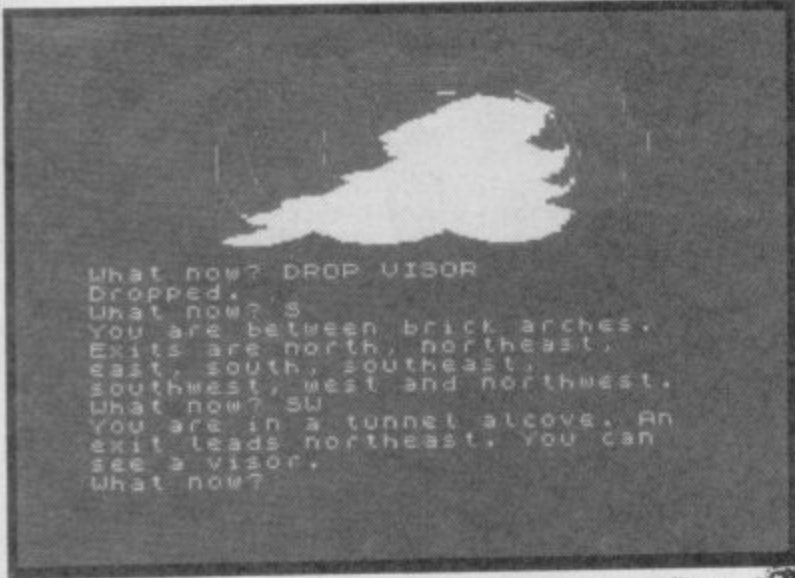 What now? DROP VISOR
Dropped.
What now? S
You are between brick arches.
Exits are north, northeast,
east, south, southeast,
southwest, west and northwest.
What now? SW
You are in a tunnel alcove. An
exit leads northeast. You can
see a visor.
What now?